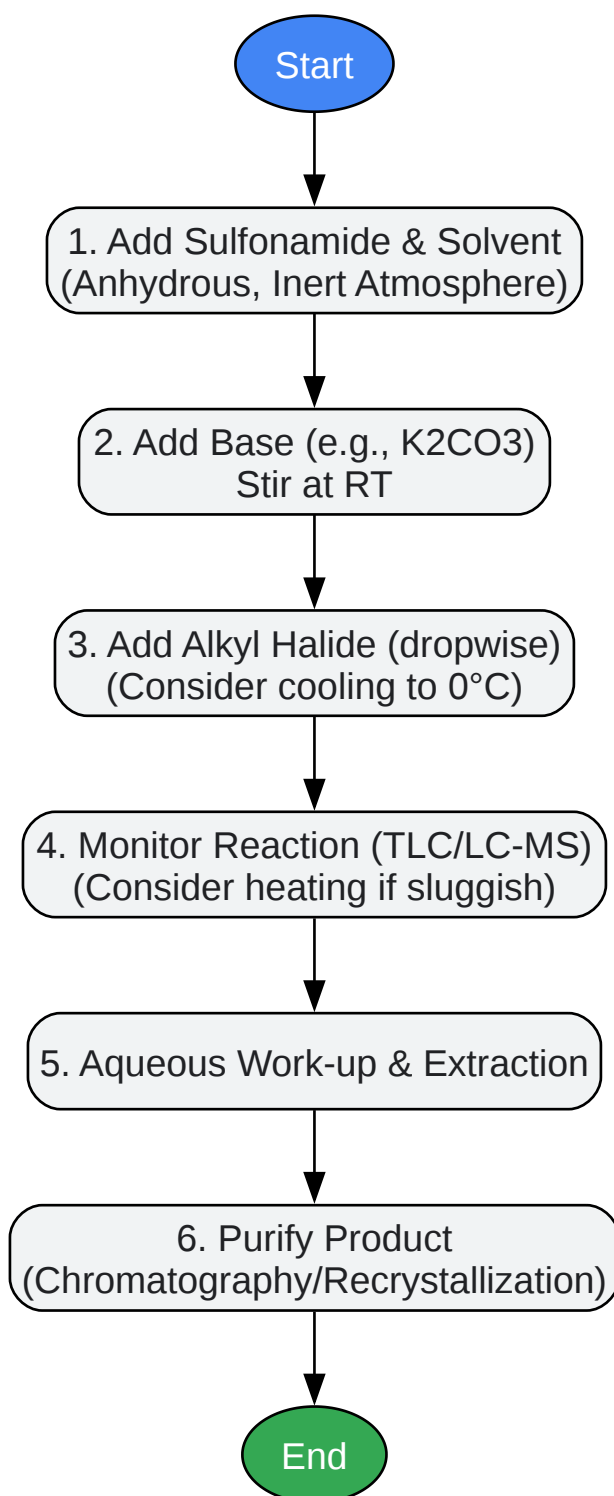 Start
1. Add Sulfonamide & Solvent
(Anhydrous, Inert Atmosphere)
2. Add Base (e.g., K2CO3)
Stir at RT
3. Add Alkyl Halide (dropwise)
(Consider cooling to 0°C)
4. Monitor Reaction (TLC/LC-MS)
(Consider heating if sluggish)
5. Aqueous Work-up & Extraction
6. Purify Product
(Chromatography/Recrystallization)
End